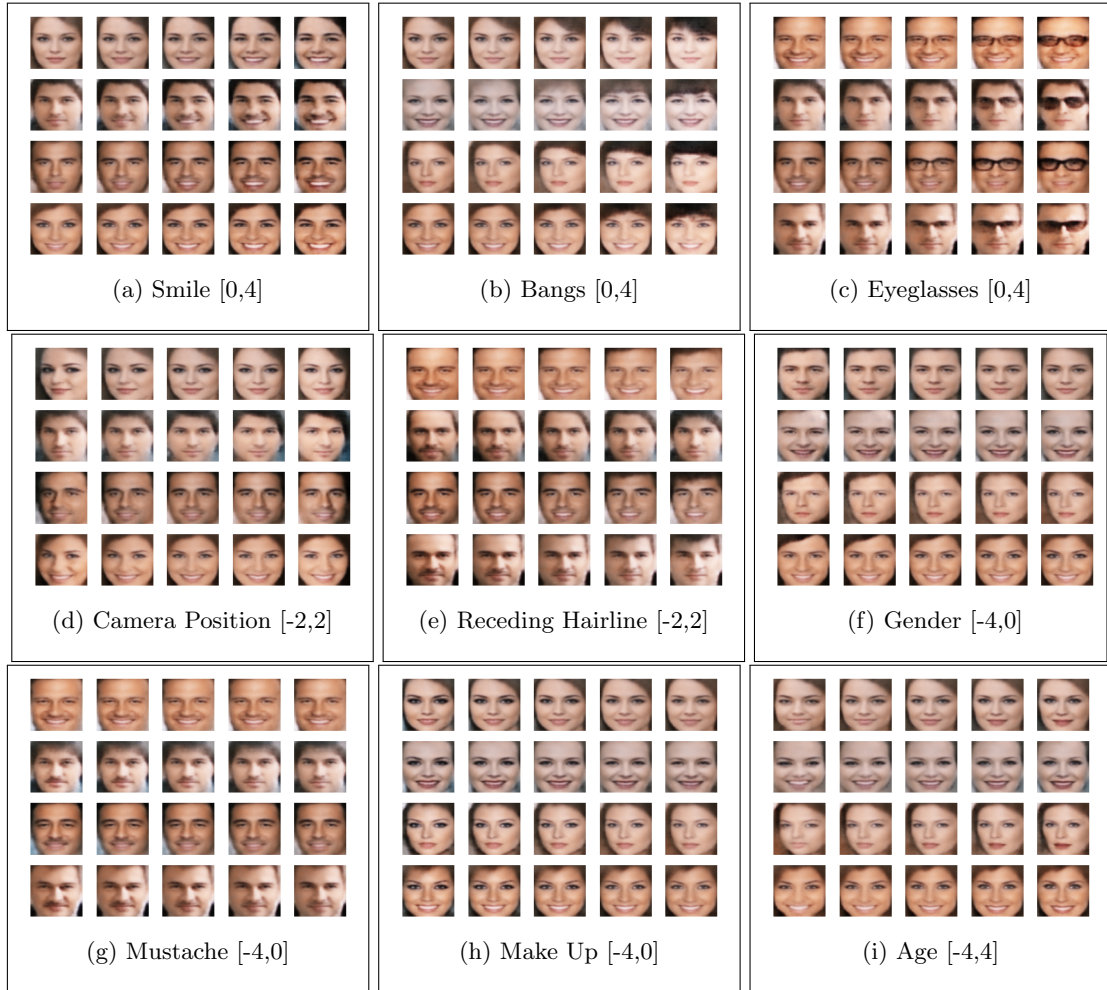 (a) Smile [0,4]
(b) Bangs [0,4]
(c) Eyeglasses [0,4]
(d) Camera Position [-2,2]
(e) Receding Hairline [-2,2]
(f) Gender [-4,0]
(g) Mustache [-4,0]
(h) Make Up [-4,0]
(i) Age [-4,4]